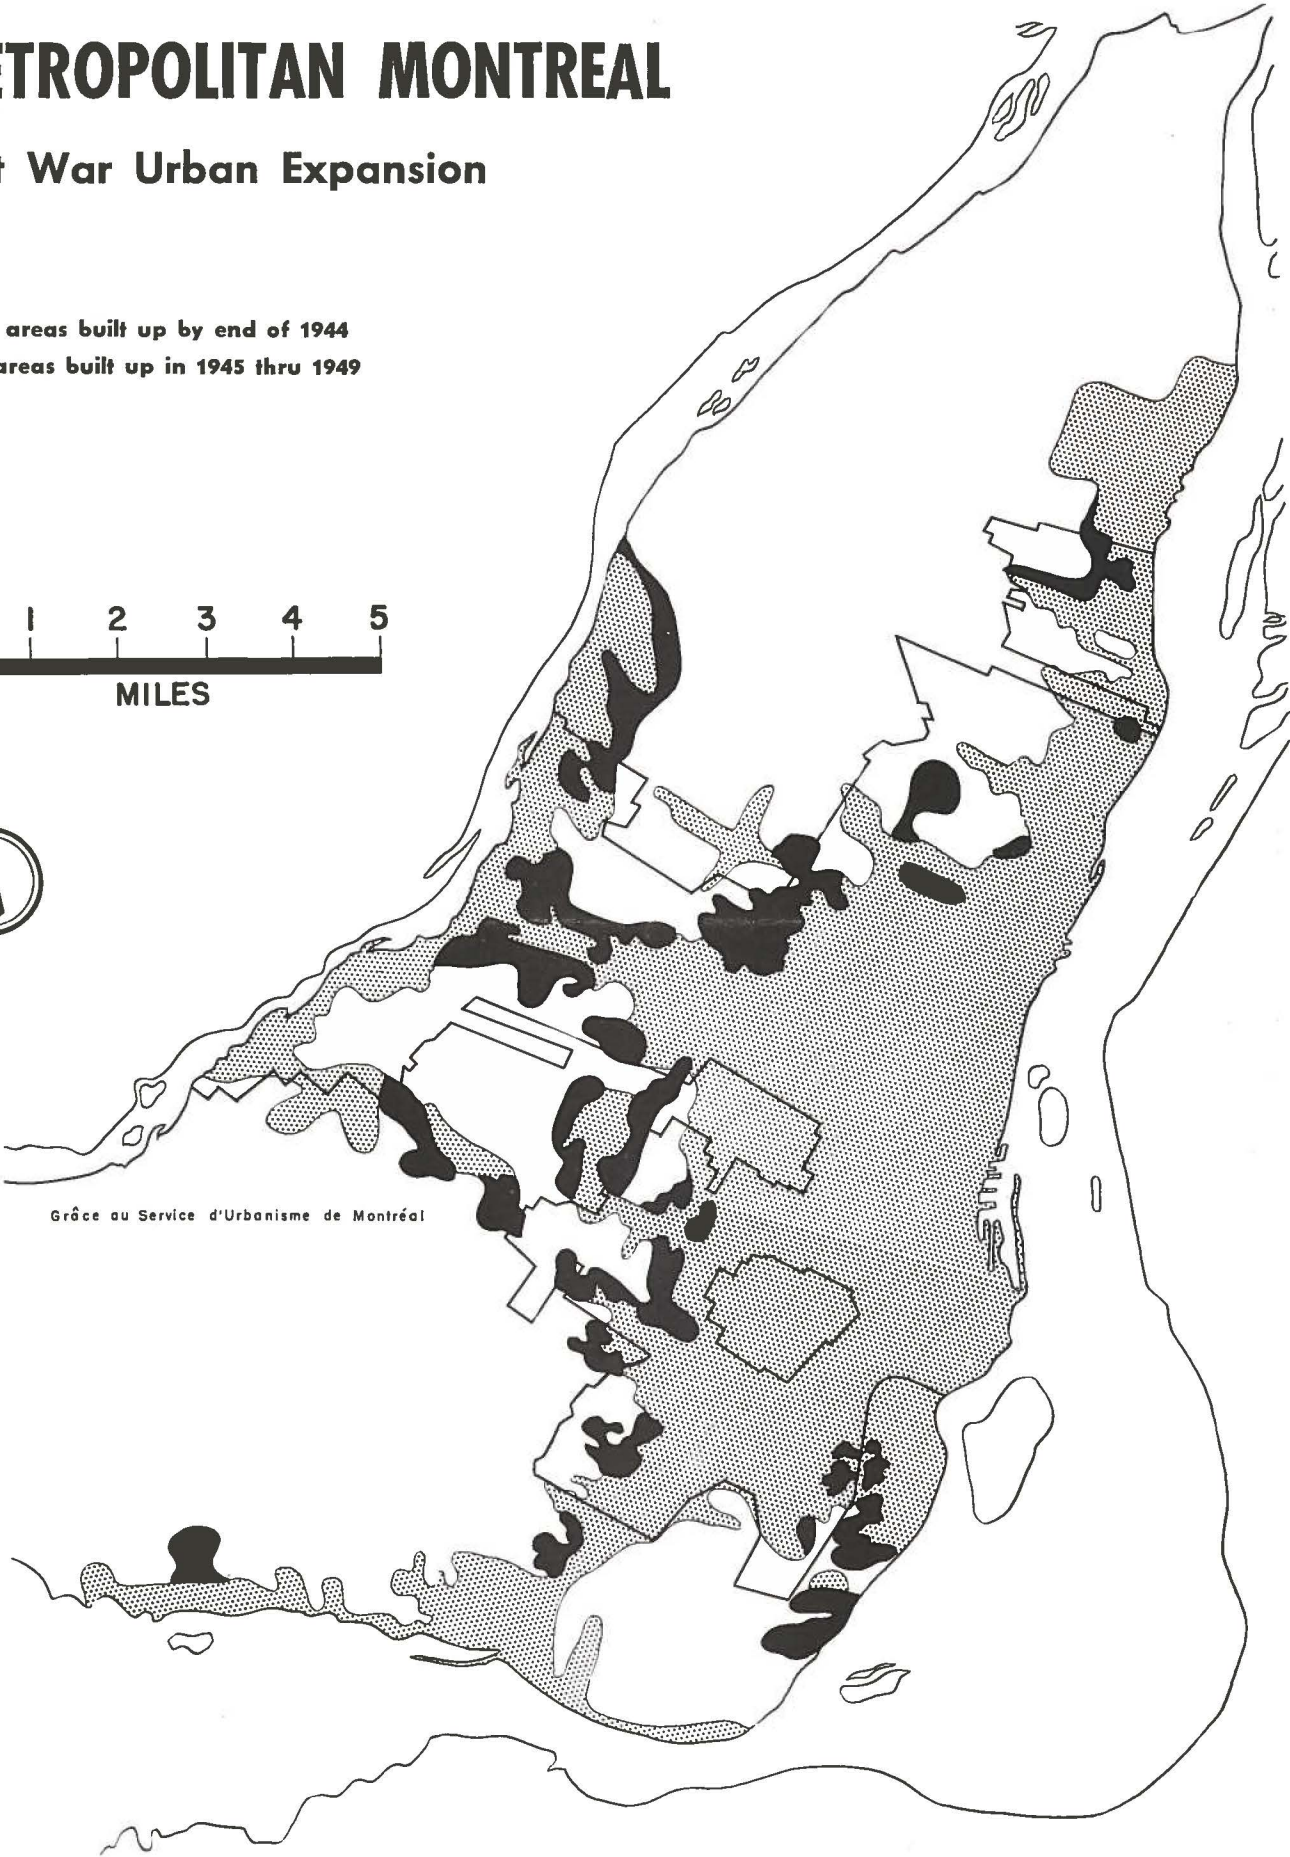 ETROPOLITAN MONTREAL
t War Urban Expansion
areas built up by end of 1944
areas built up in 1945 thru 1949
1 2 3 4 5
MILES
Grâce au Service d'Urbanisme de Montréal